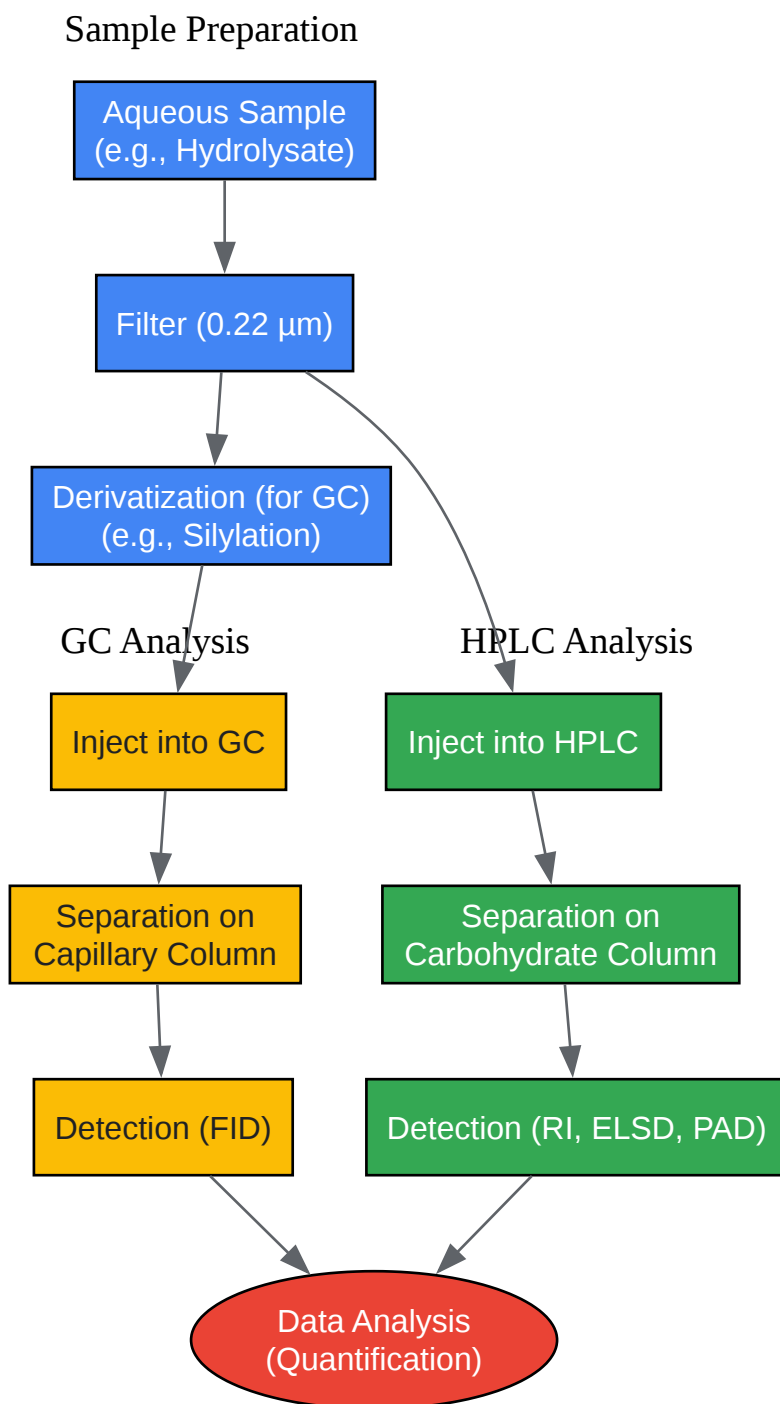 Sample Preparation
Aqueous Sample
(e.g., Hydrolysate)
Filter (0.22 µm)
Derivatization (for GC)
(e.g., Silylation)
GC Analysis
HPLC Analysis
Inject into GC
Inject into HPLC
Separation on
Capillary Column
Separation on
Carbohydrate Column
Detection (FID)
Detection (RI, ELSD, PAD)
Data Analysis
(Quantification)